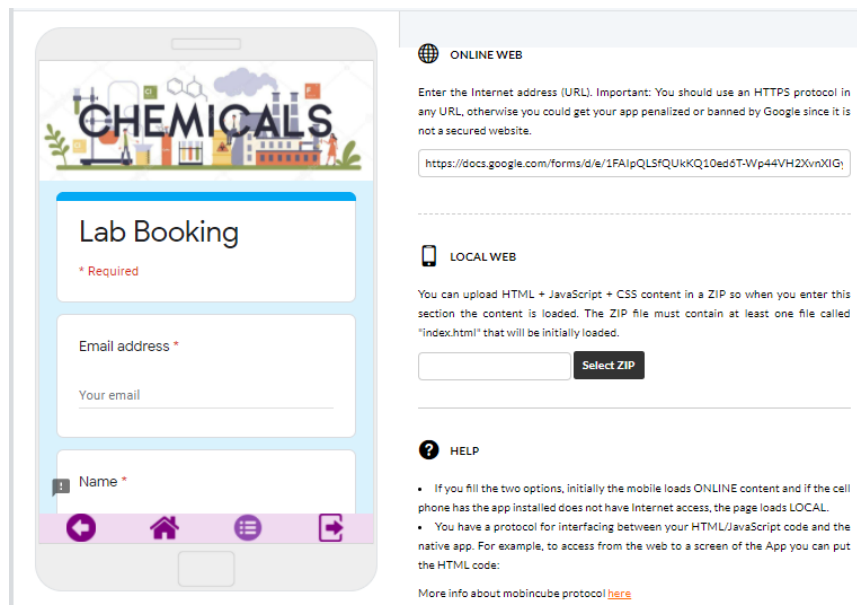 CHEMICALS
Lab Booking
* Required
Email address *
Your email
Name *
ONLINE WEB
Enter the Internet address (URL). Important: You should use an HTTPS protocol in
any URL, otherwise you could get your app penalized or banned by Google since it is
not a secured website.
https://docs.google.com/forms/d/e/1FAIpQLSfQUkKQ10ed6T-Wp44VH2XvnXIGy
LOCAL WEB
You can upload HTML + JavaScript + CSS content in a ZIP so when you enter this
section the content is loaded. The ZIP file must contain at least one file called
"index.html" that will be initially loaded.
Select ZIP
HELP
• If you fill the two options, initially the mobile loads ONLINE content and if the cell
phone has the app installed does not have Internet access, the page loads LOCAL.
• You have a protocol for interfacing between your HTML/JavaScript code and the
native app. For example, to access from the web to a screen of the App you can put
the HTML code:
More info about mobincube protocol here